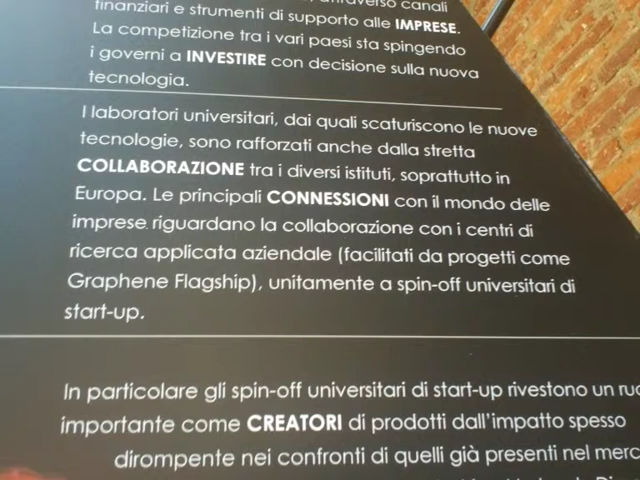 finanziari e strumenti di supporto alle IMPRESE.
La competizione tra i vari paesi sta spingendo
i governi a INVESTIRE con decisione sulla nuova
tecnologia.
I laboratori universitari, dai quali scaturiscono le nuove
tecnologie, sono rafforzati anche dalla stretta
COLLABORAZIONE tra i diversi istituti, soprattutto in
Europa. Le principali CONNESSIONI con il mondo delle
imprese riguardano la collaborazione con i centri di
ricerca applicata aziendale (facilitati da progetti come
Graphene Flagship), unitamente a spin-off universitari di
start-up.
In particolare gli spin-off universitari di start-up rivestono un
importante come CREATORI di prodotti dall'impatto spesso
dirompente nei confronti di quelli già presenti nel